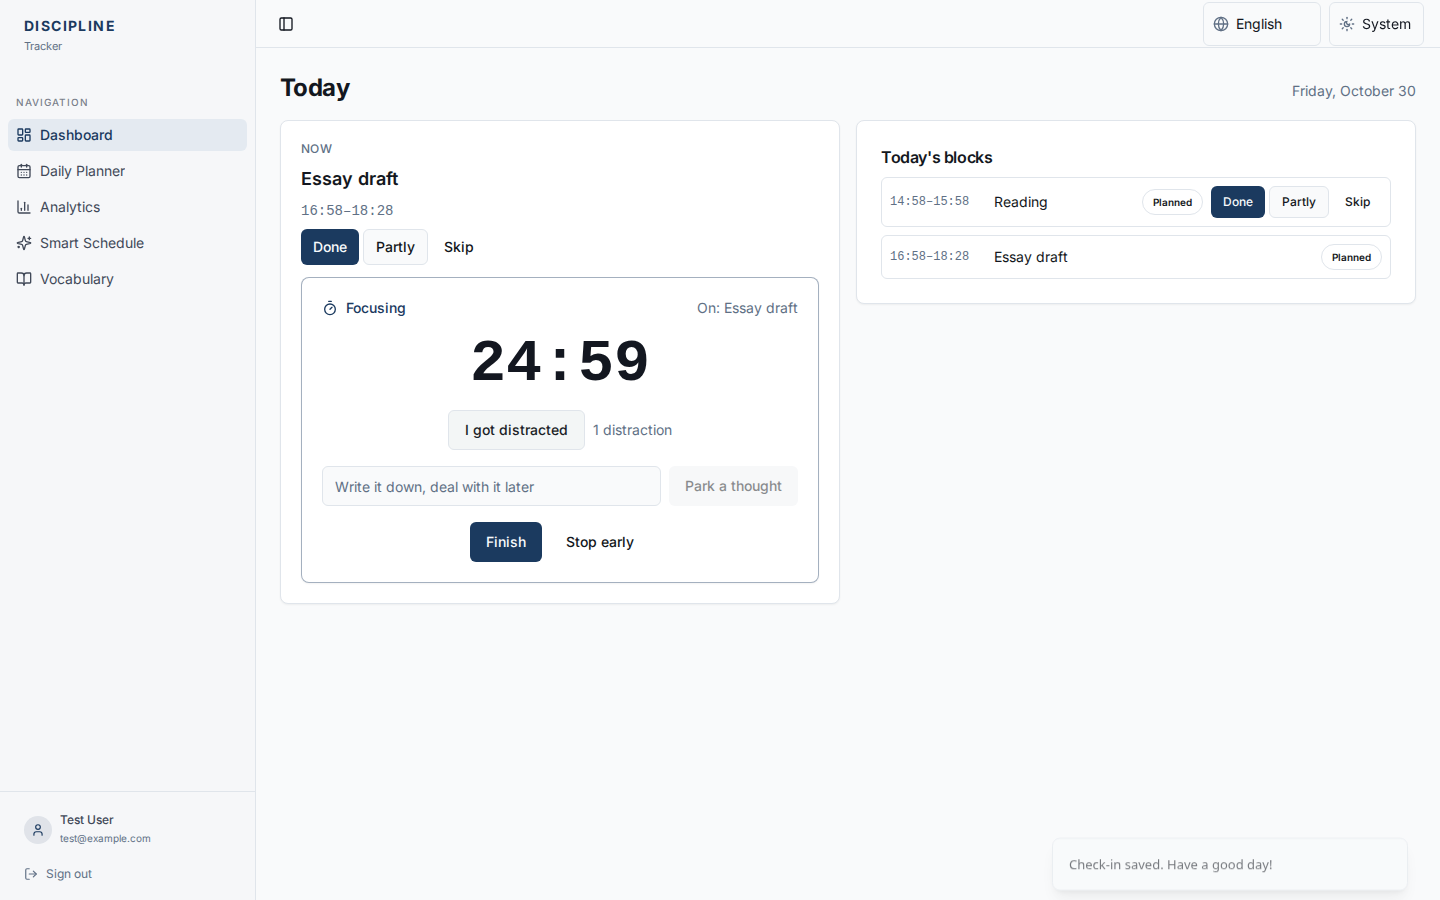 DISCIPLINE
Tracker
NAVIGATION
Dashboard
Daily Planner
Analytics
Smart Schedule
Vocabulary
Test User
test@example.com
Sign out
English
System
Today
Friday, October 30
NOW
Essay draft
16:58–18:28
Done
Partly
Skip
Focusing
On: Essay draft
24:59
I got distracted
1 distraction
Write it down, deal with it later
Park a thought
Finish
Stop early
Today's blocks
14:58–15:58 Reading Planned Done Partly Skip
16:58–18:28 Essay draft Planned
Check-in saved. Have a good day!